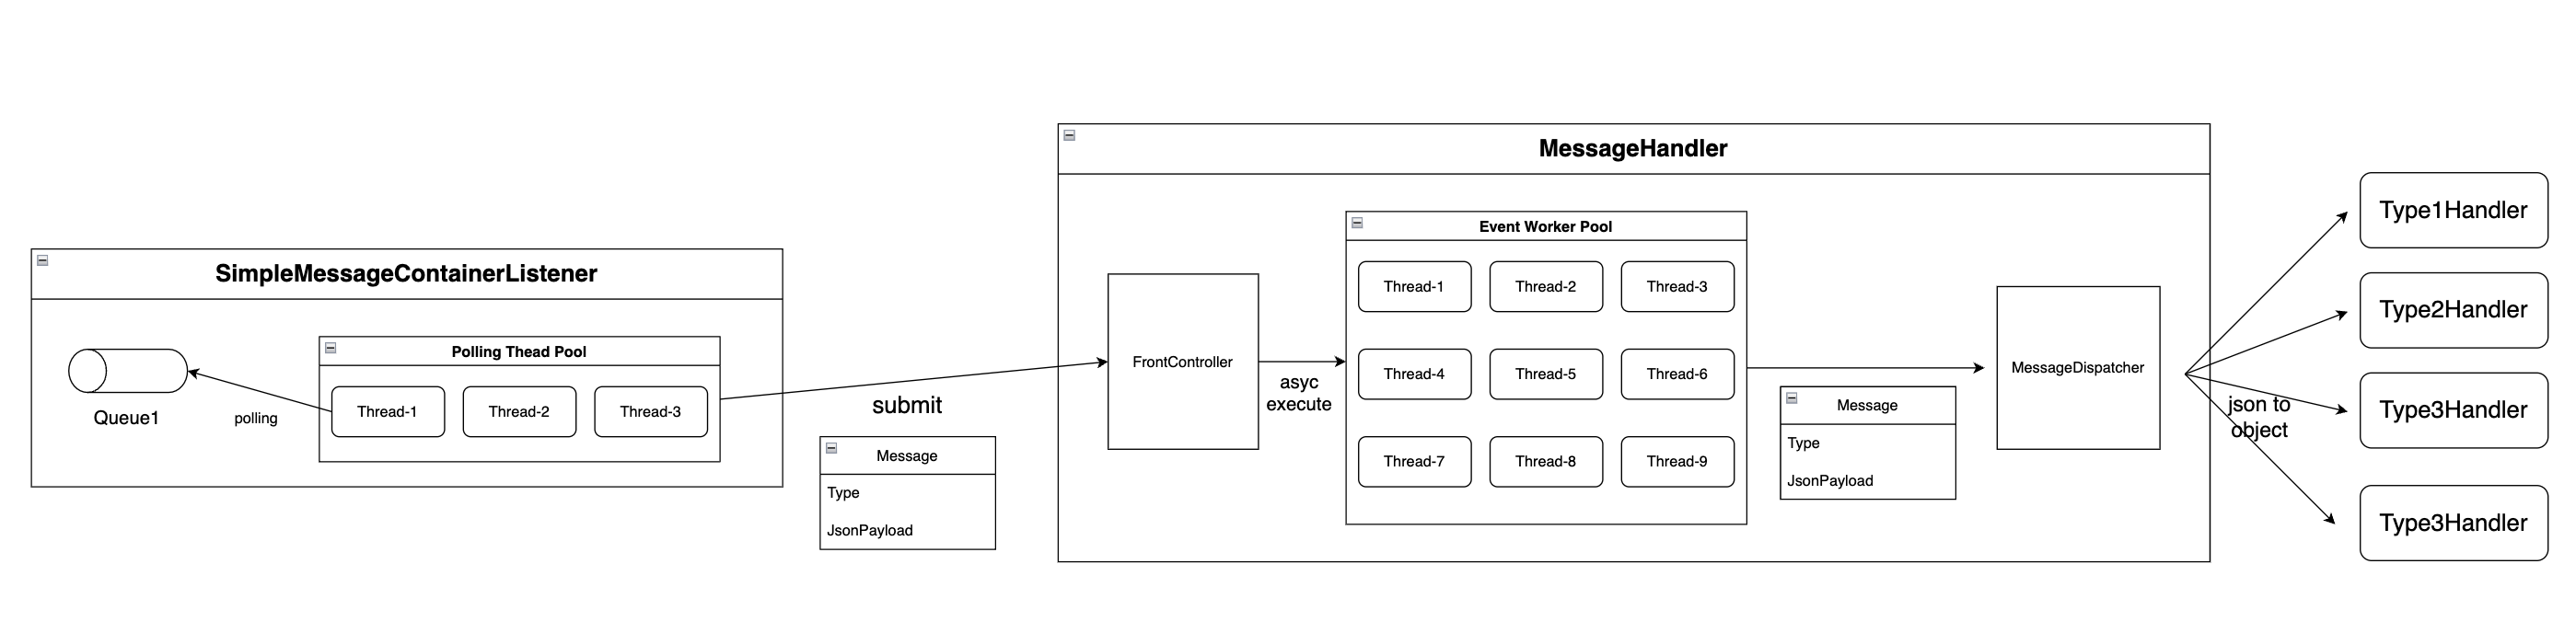 SimpleMessageContainerListener
Queue1
polling
Polling Thead Pool
Thread-1
Thread-2
Thread-3
submit
Message
Type
JsonPayload
MessageHandler
FrontController
asyc
execute
Event Worker Pool
Thread-1
Thread-2
Thread-3
Thread-4
Thread-5
Thread-6
Thread-7
Thread-8
Thread-9
Message
Type
JsonPayload
MessageDispatcher
json to
object
Type1Handler
Type2Handler
Type3Handler
Type3Handler